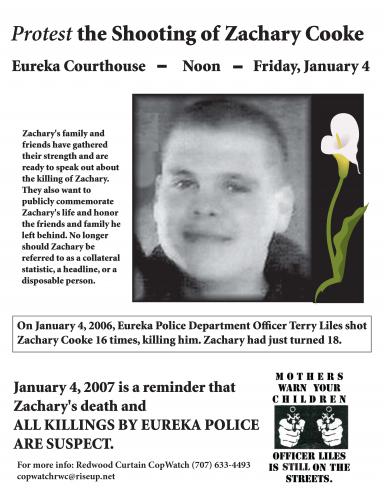 Protest the Shooting of Zachary Cooke
Eureka Courthouse – Noon – Friday, January 4
Zachary's family and
friends have gathered
their strength and are
ready to speak out about
the killing of Zachary.
They also want to
publicly commemorate
Zachary's life and honor
the friends and family he
left behind. No longer
should Zachary be
referred to as a collateral
statistic, a headline, or a
disposable person.
On January 4, 2006, Eureka Police Department Officer Terry Liles shot
Zachary Cooke 16 times, killing him. Zachary had just turned 18.
January 4, 2007 is a reminder that
Zachary's death and
ALL KILLINGS BY EUREKA POLICE
ARE SUSPECT.
For more info: Redwood Curtain CopWatch (707) 633-4493
copwatchrwc@riseup.net
MOTHERS
WARN YOUR
CHILDREN
OFFICER LILES
IS STILL ON THE
STREETS.